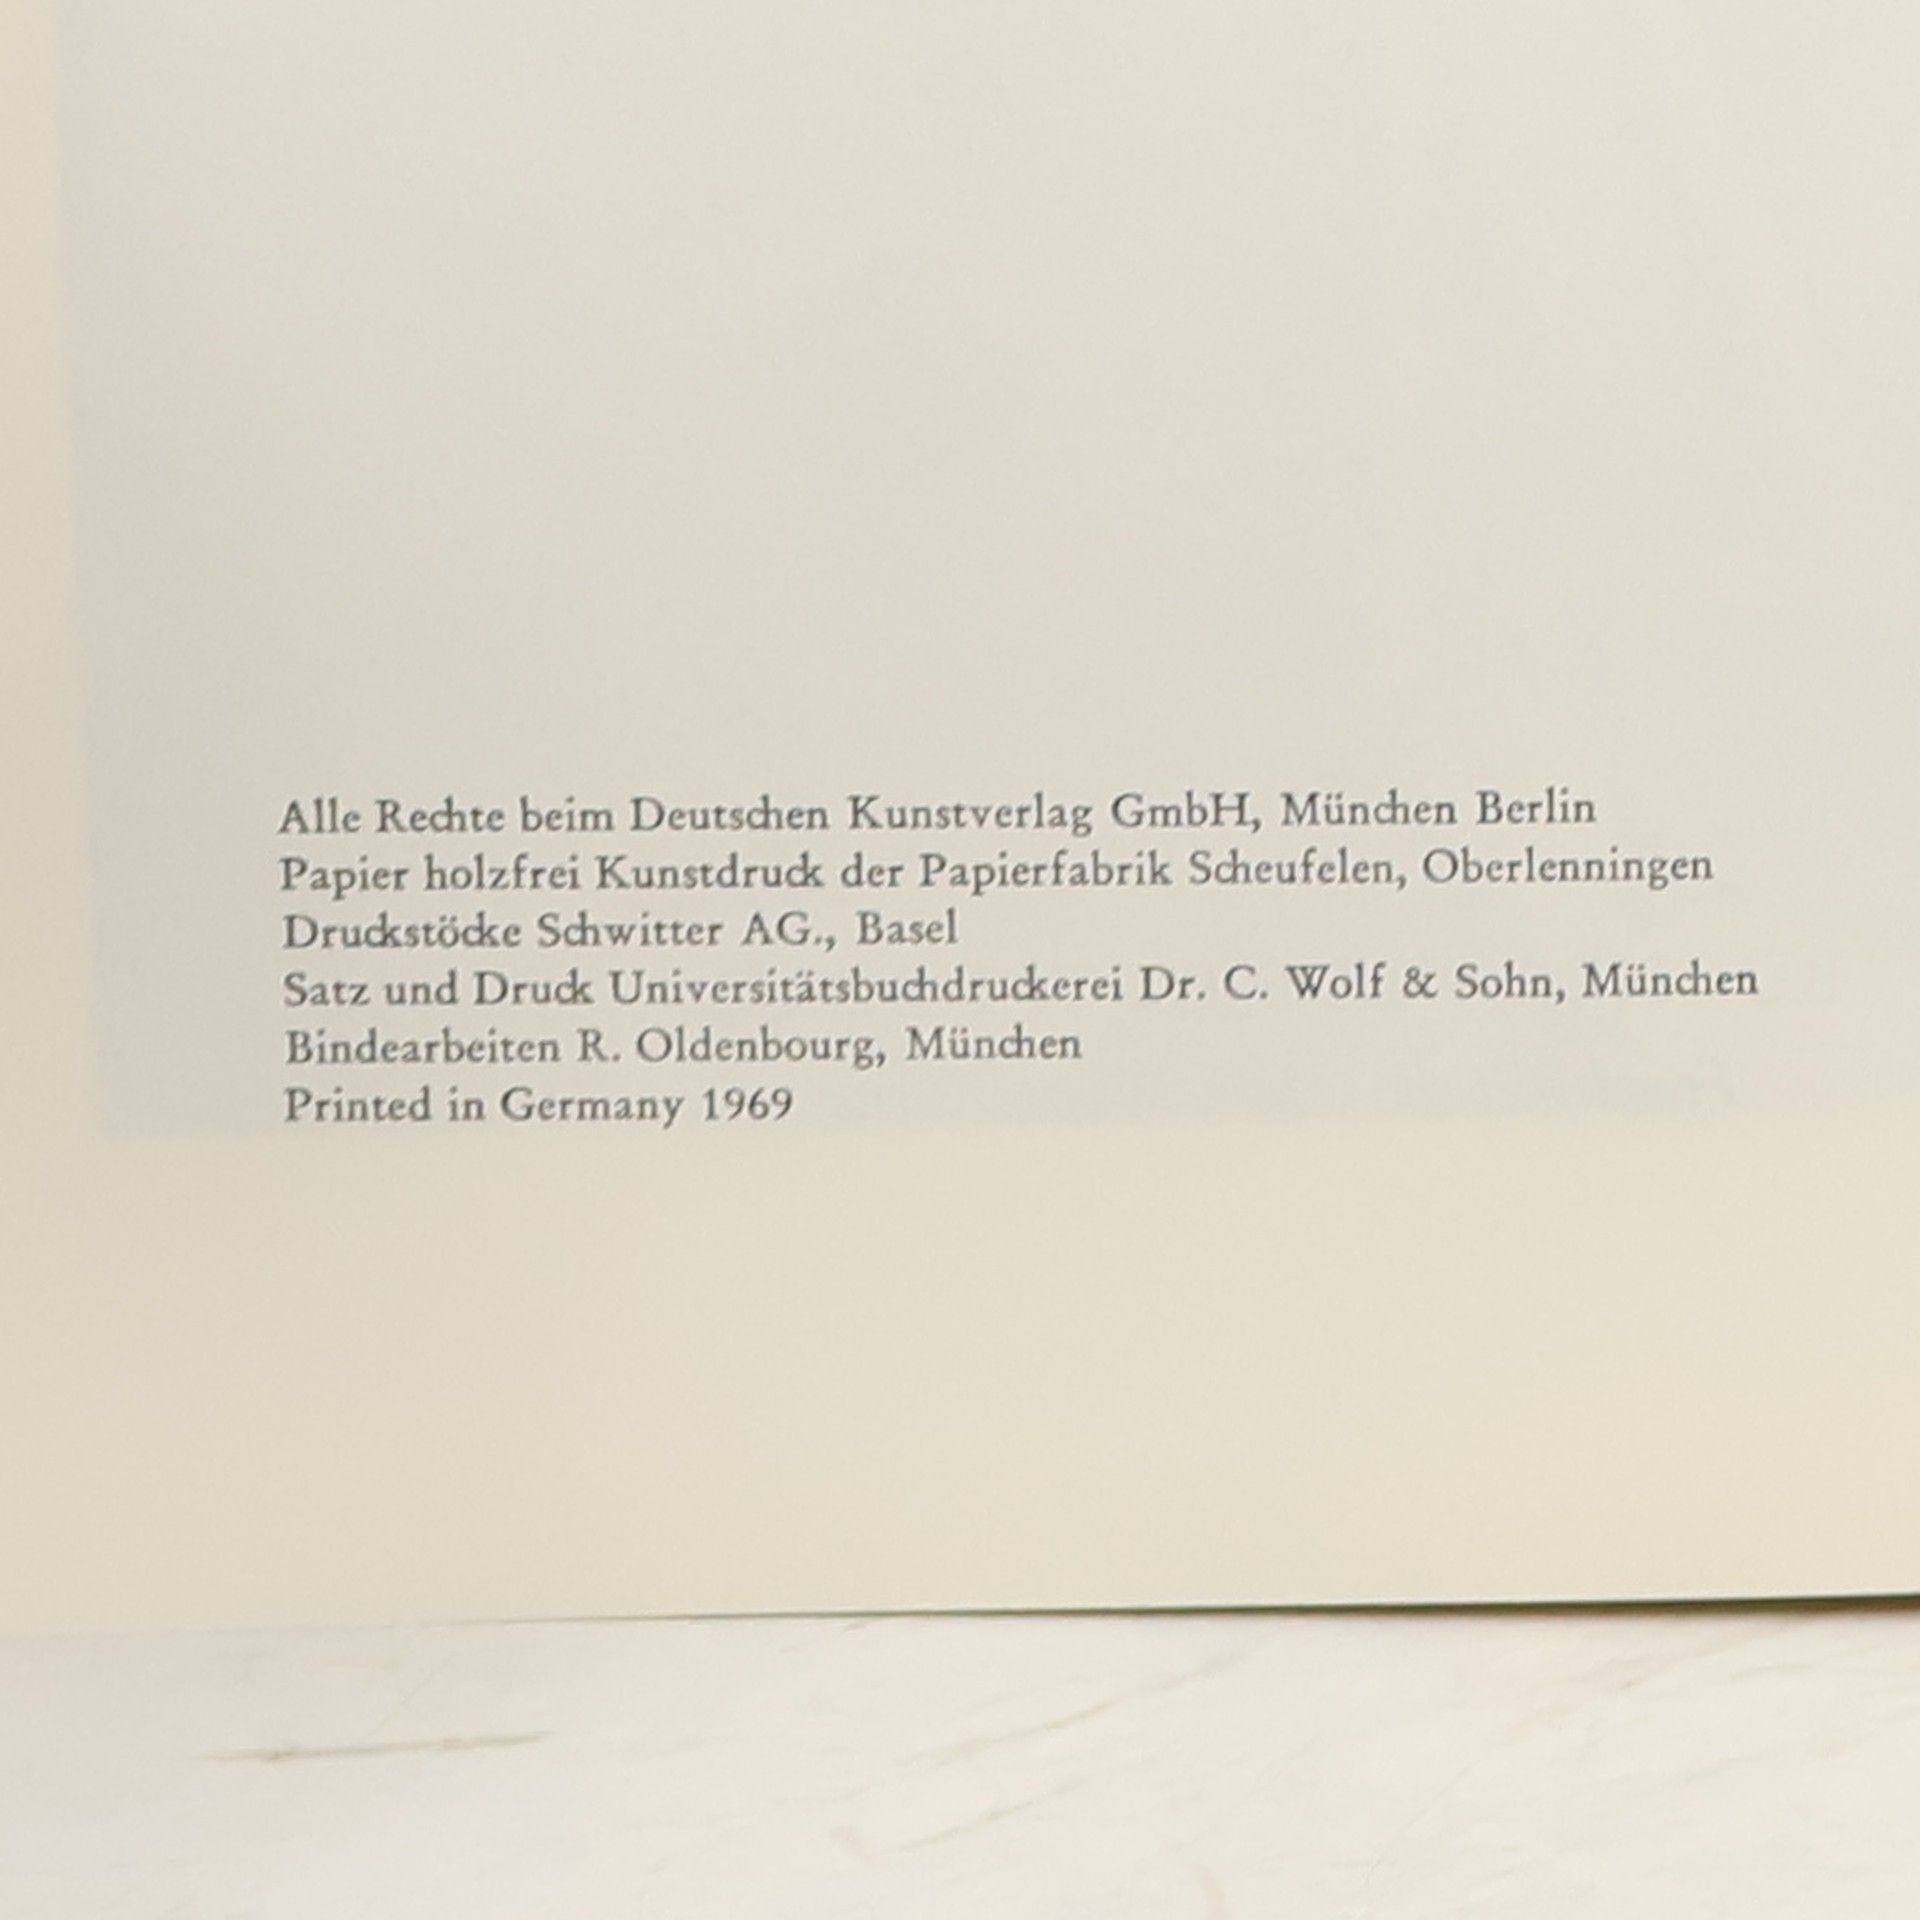 Alle Rechte beim Deutschen Kunstverlag GmbH, München Berlin
Papier holzfrei Kunstdruck der Papierfabrik Scheufelen, Oberlenningen
Druckstöcke Schwitter AG., Basel
Satz und Druck Universitätsbuchdruckerei Dr. C. Wolf & Sohn, München
Bindearbeiten R. Oldenbourg, München
Printed in Germany 1969